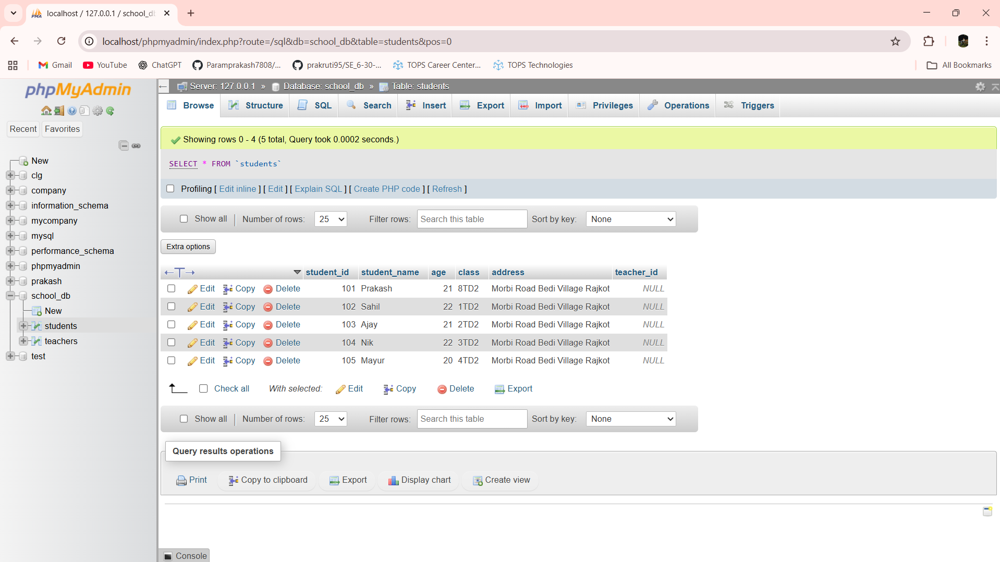 localhost / 127.0.0.1 / school_db
localhost/phpmyadmin/index.php?route=/sql&db=school_db&table=students&pos=0
Gmail YouTube ChatGPT Paramprakash7808/... prakruti95/SE_6-30-... TOPS Career Center... TOPS Technologies All Bookmarks
phpMyAdmin
Recent Favorites
New
clg
company
information_schema
mycompany
mysql
performance_schema
phpmyadmin
prakash
school_db
New
students
teachers
test
Server: 127.0.0.1 » Database: school_db » Table: students
Browse Structure SQL Search Insert Export Import Privileges Operations Triggers
Showing rows 0 - 4 (5 total, Query took 0.0002 seconds.)
SELECT * FROM `students`
Profiling [ Edit inline ] [ Edit ] [ Explain SQL ] [ Create PHP code ] [ Refresh ]
Show all Number of rows: 25 Filter rows: Search this table Sort by key: None
Extra options
student_id student_name age class address teacher_id
Edit Copy Delete 101 Prakash 21 8TD2 Morbi Road Bedi Village Rajkot NULL
Edit Copy Delete 102 Sahil 22 1TD2 Morbi Road Bedi Village Rajkot NULL
Edit Copy Delete 103 Ajay 21 2TD2 Morbi Road Bedi Village Rajkot NULL
Edit Copy Delete 104 Nik 22 3TD2 Morbi Road Bedi Village Rajkot NULL
Edit Copy Delete 105 Mayur 20 4TD2 Morbi Road Bedi Village Rajkot NULL
Check all With selected: Edit Copy Delete Export
Show all Number of rows: 25 Filter rows: Search this table Sort by key: None
Query results operations
Print Copy to clipboard Export Display chart Create view
Console